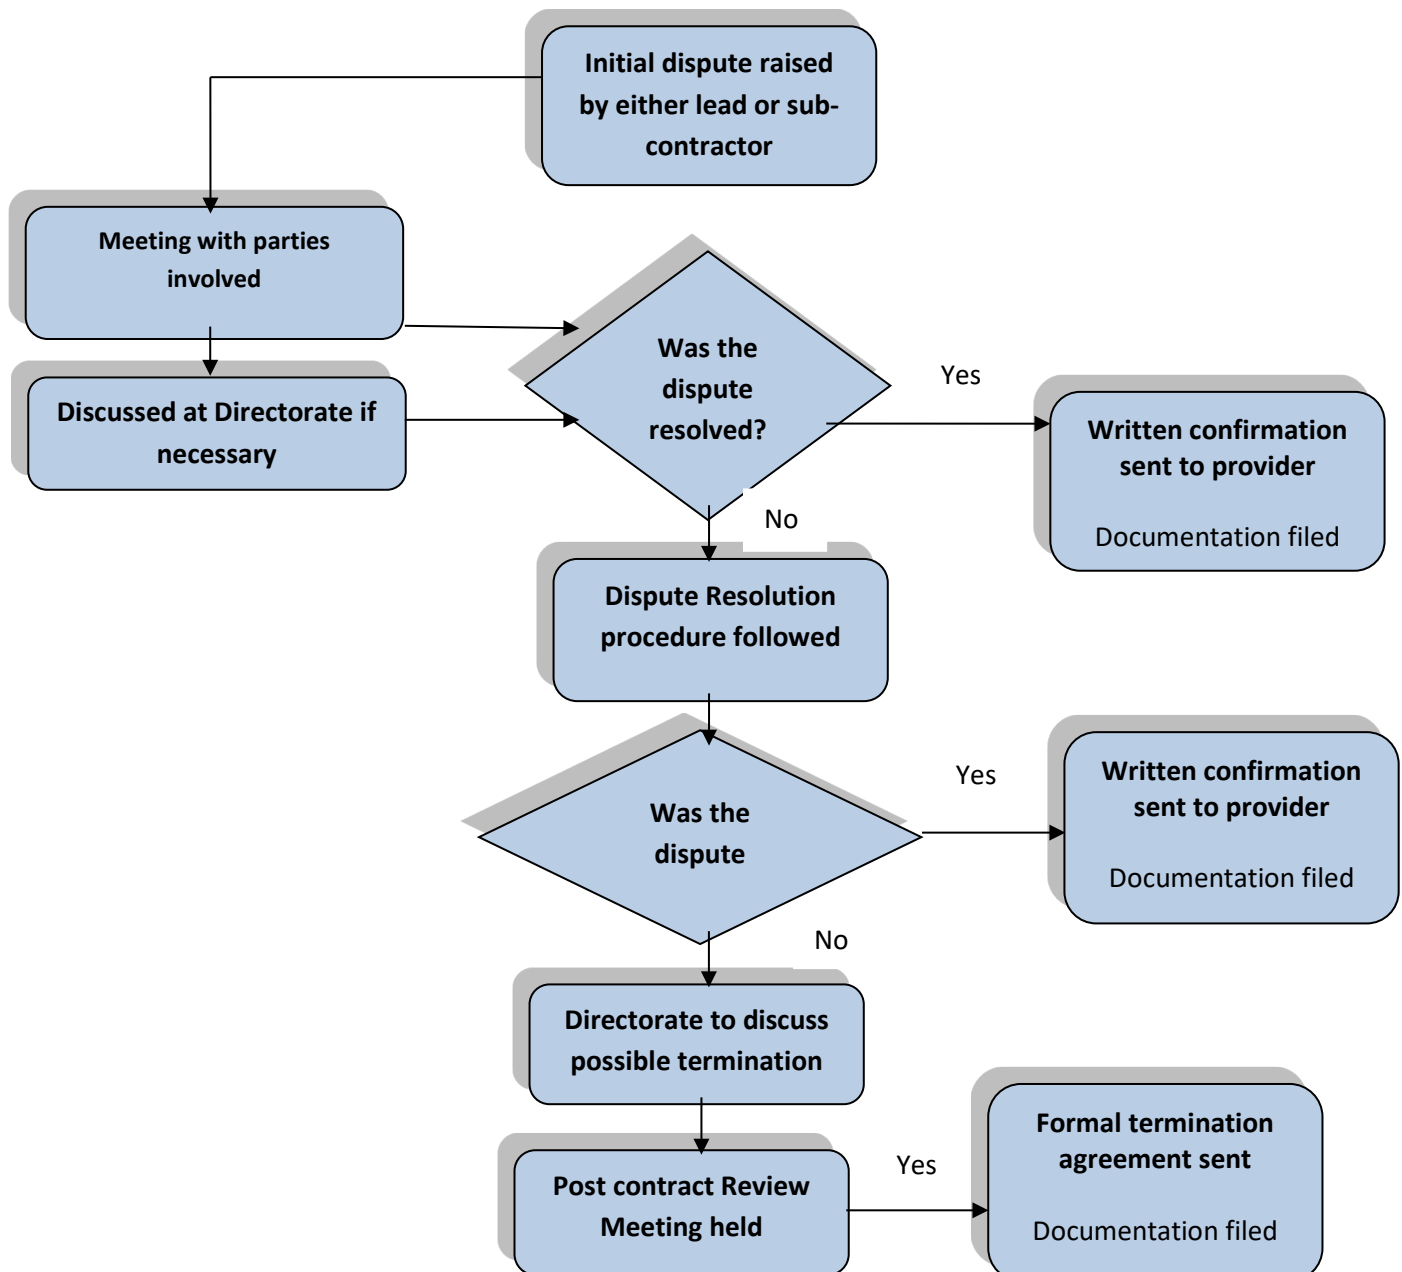 Initial dispute raised
by either lead or sub-
contractor
Meeting with parties
involved
Discussed at Directorate if
necessary
Was the
dispute
resolved?
Yes
Written confirmation
sent to provider
Documentation filed
No
Dispute Resolution
procedure followed
Was the
dispute
Yes
Written confirmation
sent to provider
Documentation filed
No
Directorate to discuss
possible termination
Post contract Review
Meeting held
Yes
Formal termination
agreement sent
Documentation filed